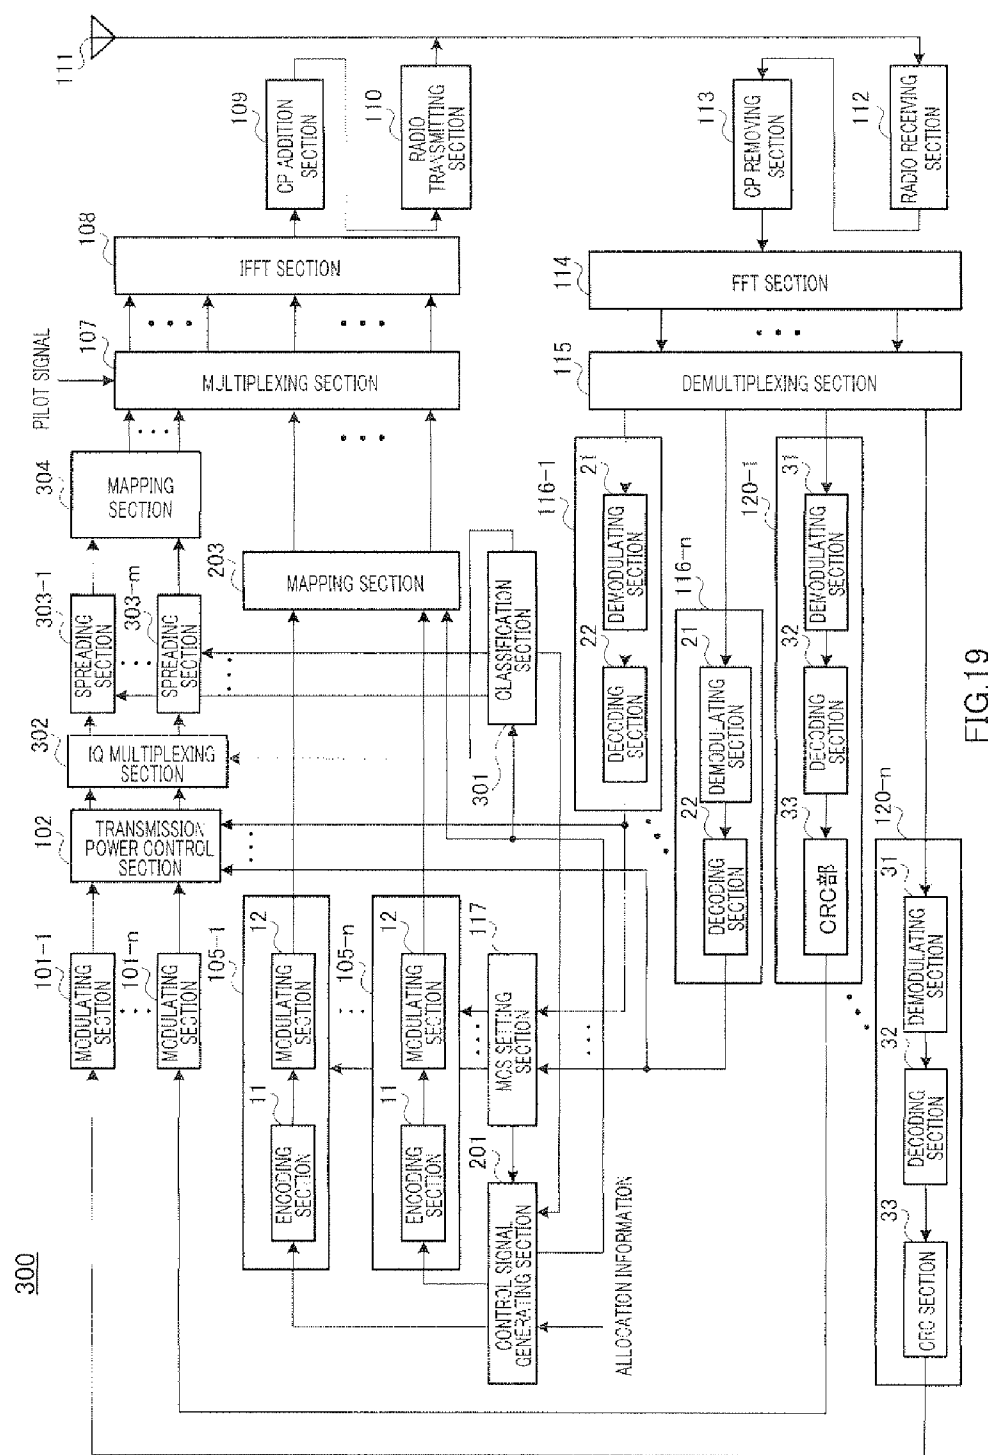 300
101-1
MODULATING
SECTION
101-n
MODULATING
SECTION
102
TRANSMISSION
POWER CONTROL
SECTION
302
IQ MULTIPLEXING
SECTION
303-1
SPREADING
SECTION
303-m
SPREADING
SECTION
304
MAPPING
SECTION
PILOT SIGNAL
107
MULTIPLEXING SECTION
108
IFFT SECTION
109
CP ADDITION
SECTION
110
RADIO
TRANSMITTING
SECTION
111
105-1
11
ENCODING
SECTION
12
MODULATING
SECTION
105-n
11
ENCODING
SECTION
12
MODULATING
SECTION
203
MAPPING SECTION
201
CONTROL SIGNAL
GENERATING SECTION
117
MCS SETTING
SECTION
301
CLASSIFICATION
SECTION
ALLOCATION INFORMATION
116-1
22
DECODING
SECTION
21
DEMODULATING
SECTION
116-n
22
DECODING
SECTION
21
DEMODULATING
SECTION
120-1
33
CRC部
32
DECODING
SECTION
31
DEMODULATING
SECTION
120-n
33
CRC SECTION
32
DECODING
SECTION
31
DEMODULATING
SECTION
115
DEMULTIPLEXING SECTION
114
FFT SECTION
113
CP REMOVING
SECTION
112
RADIO RECEIVING
SECTION
FIG.19